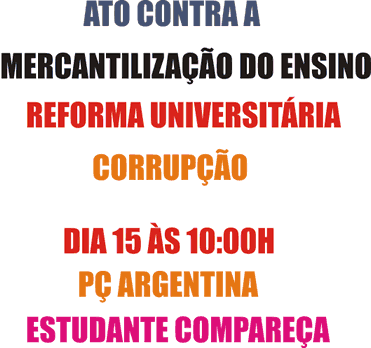 ATO CONTRA A
MERCANTILIZAÇÃO DO ENSINO
REFORMA UNIVERSITÁRIA
CORRUPÇÃO
DIA 15 ÀS 10:00H
PÇ ARGENTINA
ESTUDANTE COMPAREÇA